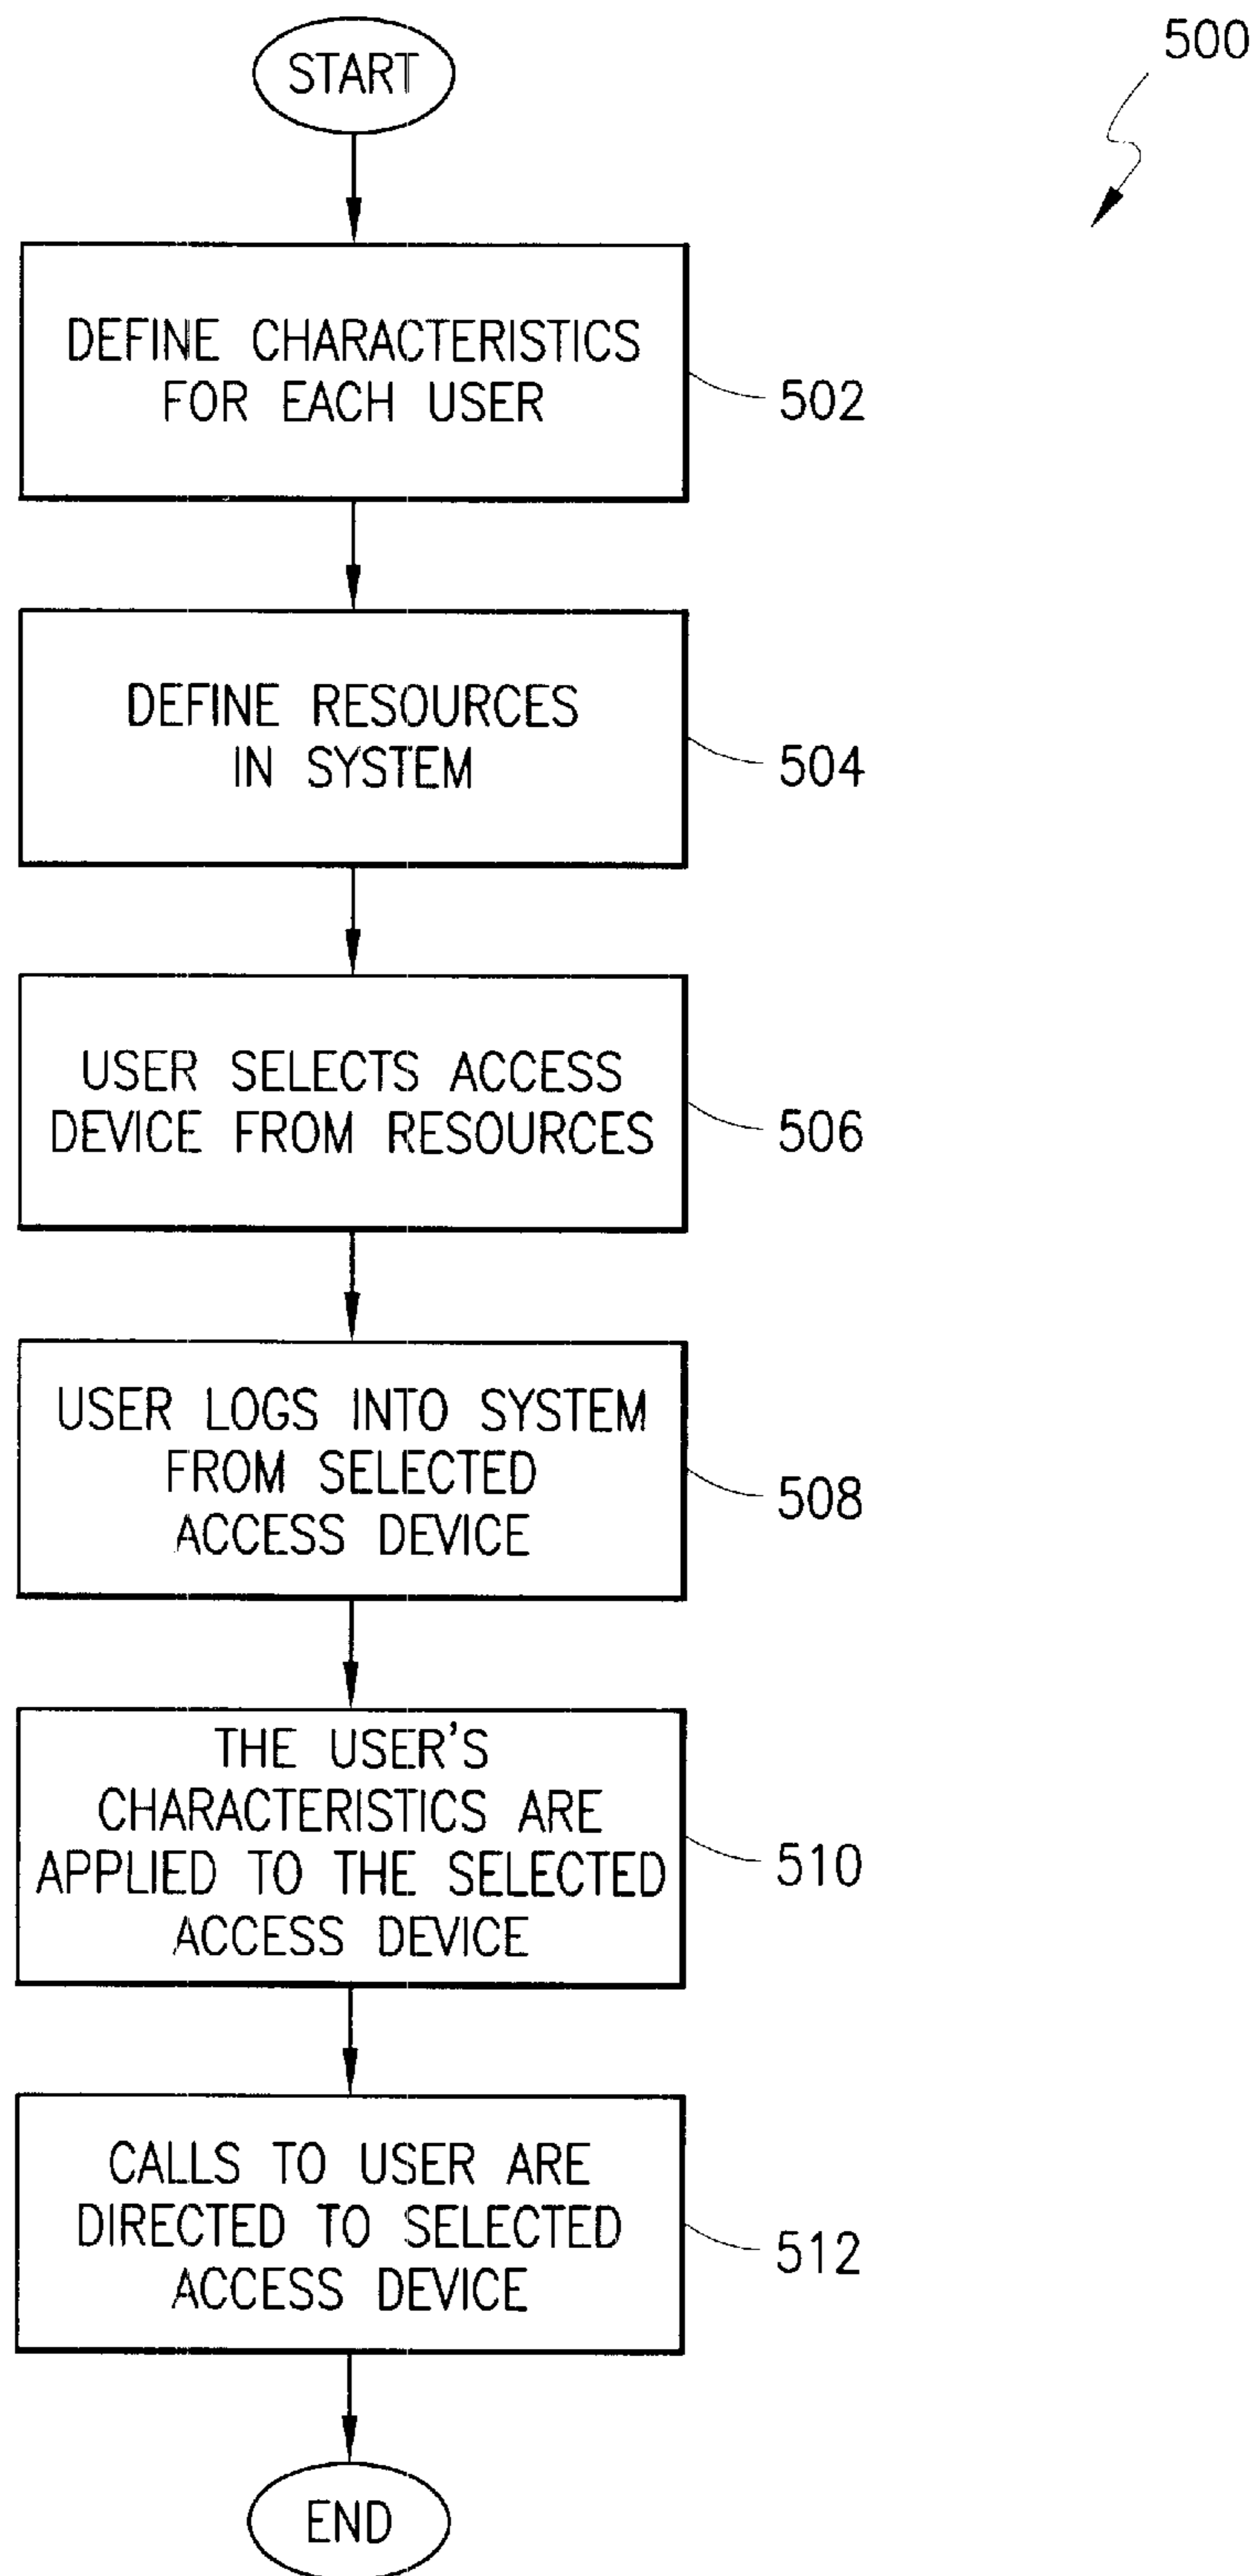 500
START
DEFINE CHARACTERISTICS
FOR EACH USER
502
DEFINE RESOURCES
IN SYSTEM
504
USER SELECTS ACCESS
DEVICE FROM RESOURCES
506
USER LOGS INTO SYSTEM
FROM SELECTED
ACCESS DEVICE
508
THE USER'S
CHARACTERISTICS ARE
APPLIED TO THE SELECTED
ACCESS DEVICE
510
CALLS TO USER ARE
DIRECTED TO SELECTED
ACCESS DEVICE
512
END